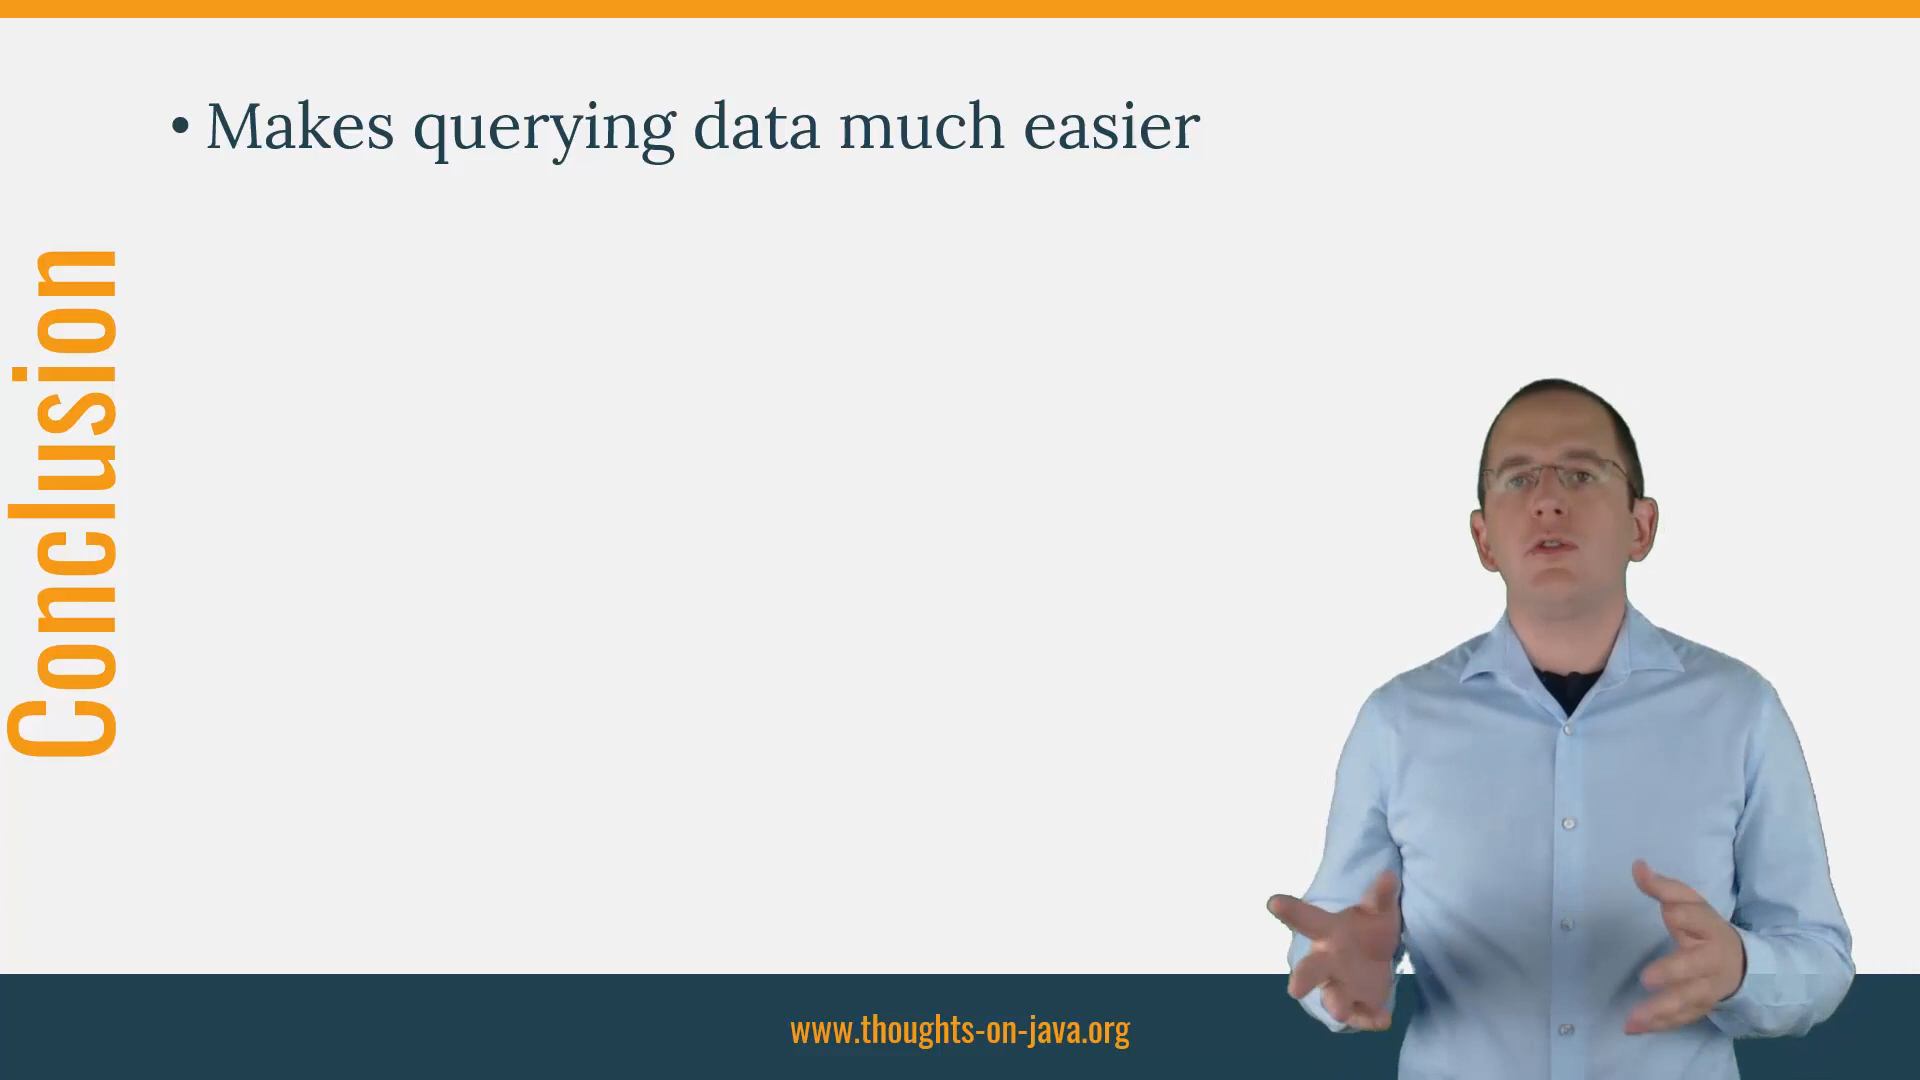 • Makes querying data much easier
Conclusion
www.thoughts-on-java.org